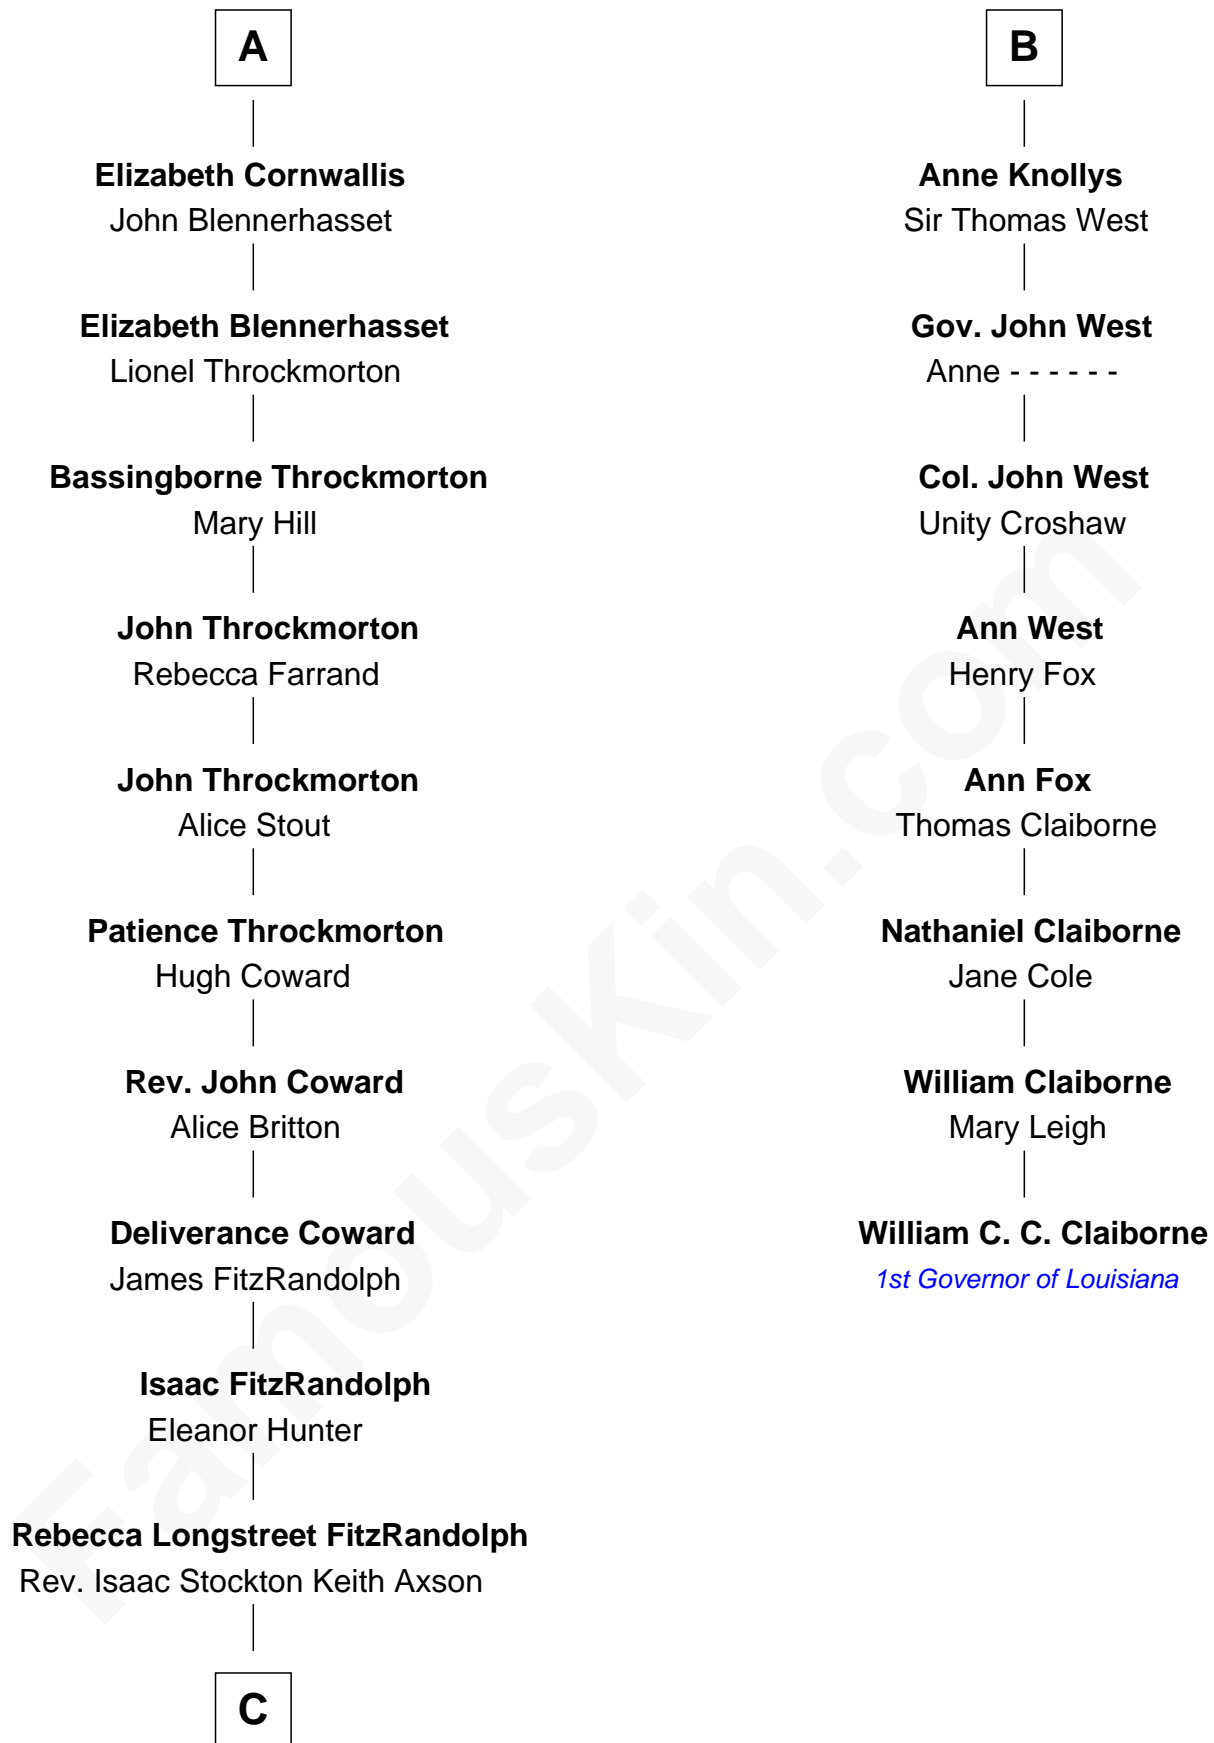 A
Elizabeth Cornwallis
John Blennerhasset
Elizabeth Blennerhasset
Lionel Throckmorton
Bassingborne Throckmorton
Mary Hill
John Throckmorton
Rebecca Farrand
John Throckmorton
Alice Stout
Patience Throckmorton
Hugh Coward
Rev. John Coward
Alice Britton
Deliverance Coward
James FitzRandolph
Isaac FitzRandolph
Eleanor Hunter
Rebecca Longstreet FitzRandolph
Rev. Isaac Stockton Keith Axson
C
B
Anne Knollys
Sir Thomas West
Gov. John West
Anne - - - - - -
Col. John West
Unity Croshaw
Ann West
Henry Fox
Ann Fox
Thomas Claiborne
Nathaniel Claiborne
Jane Cole
William Claiborne
Mary Leigh
William C. C. Claiborne
1st Governor of Louisiana
FamousKin.com